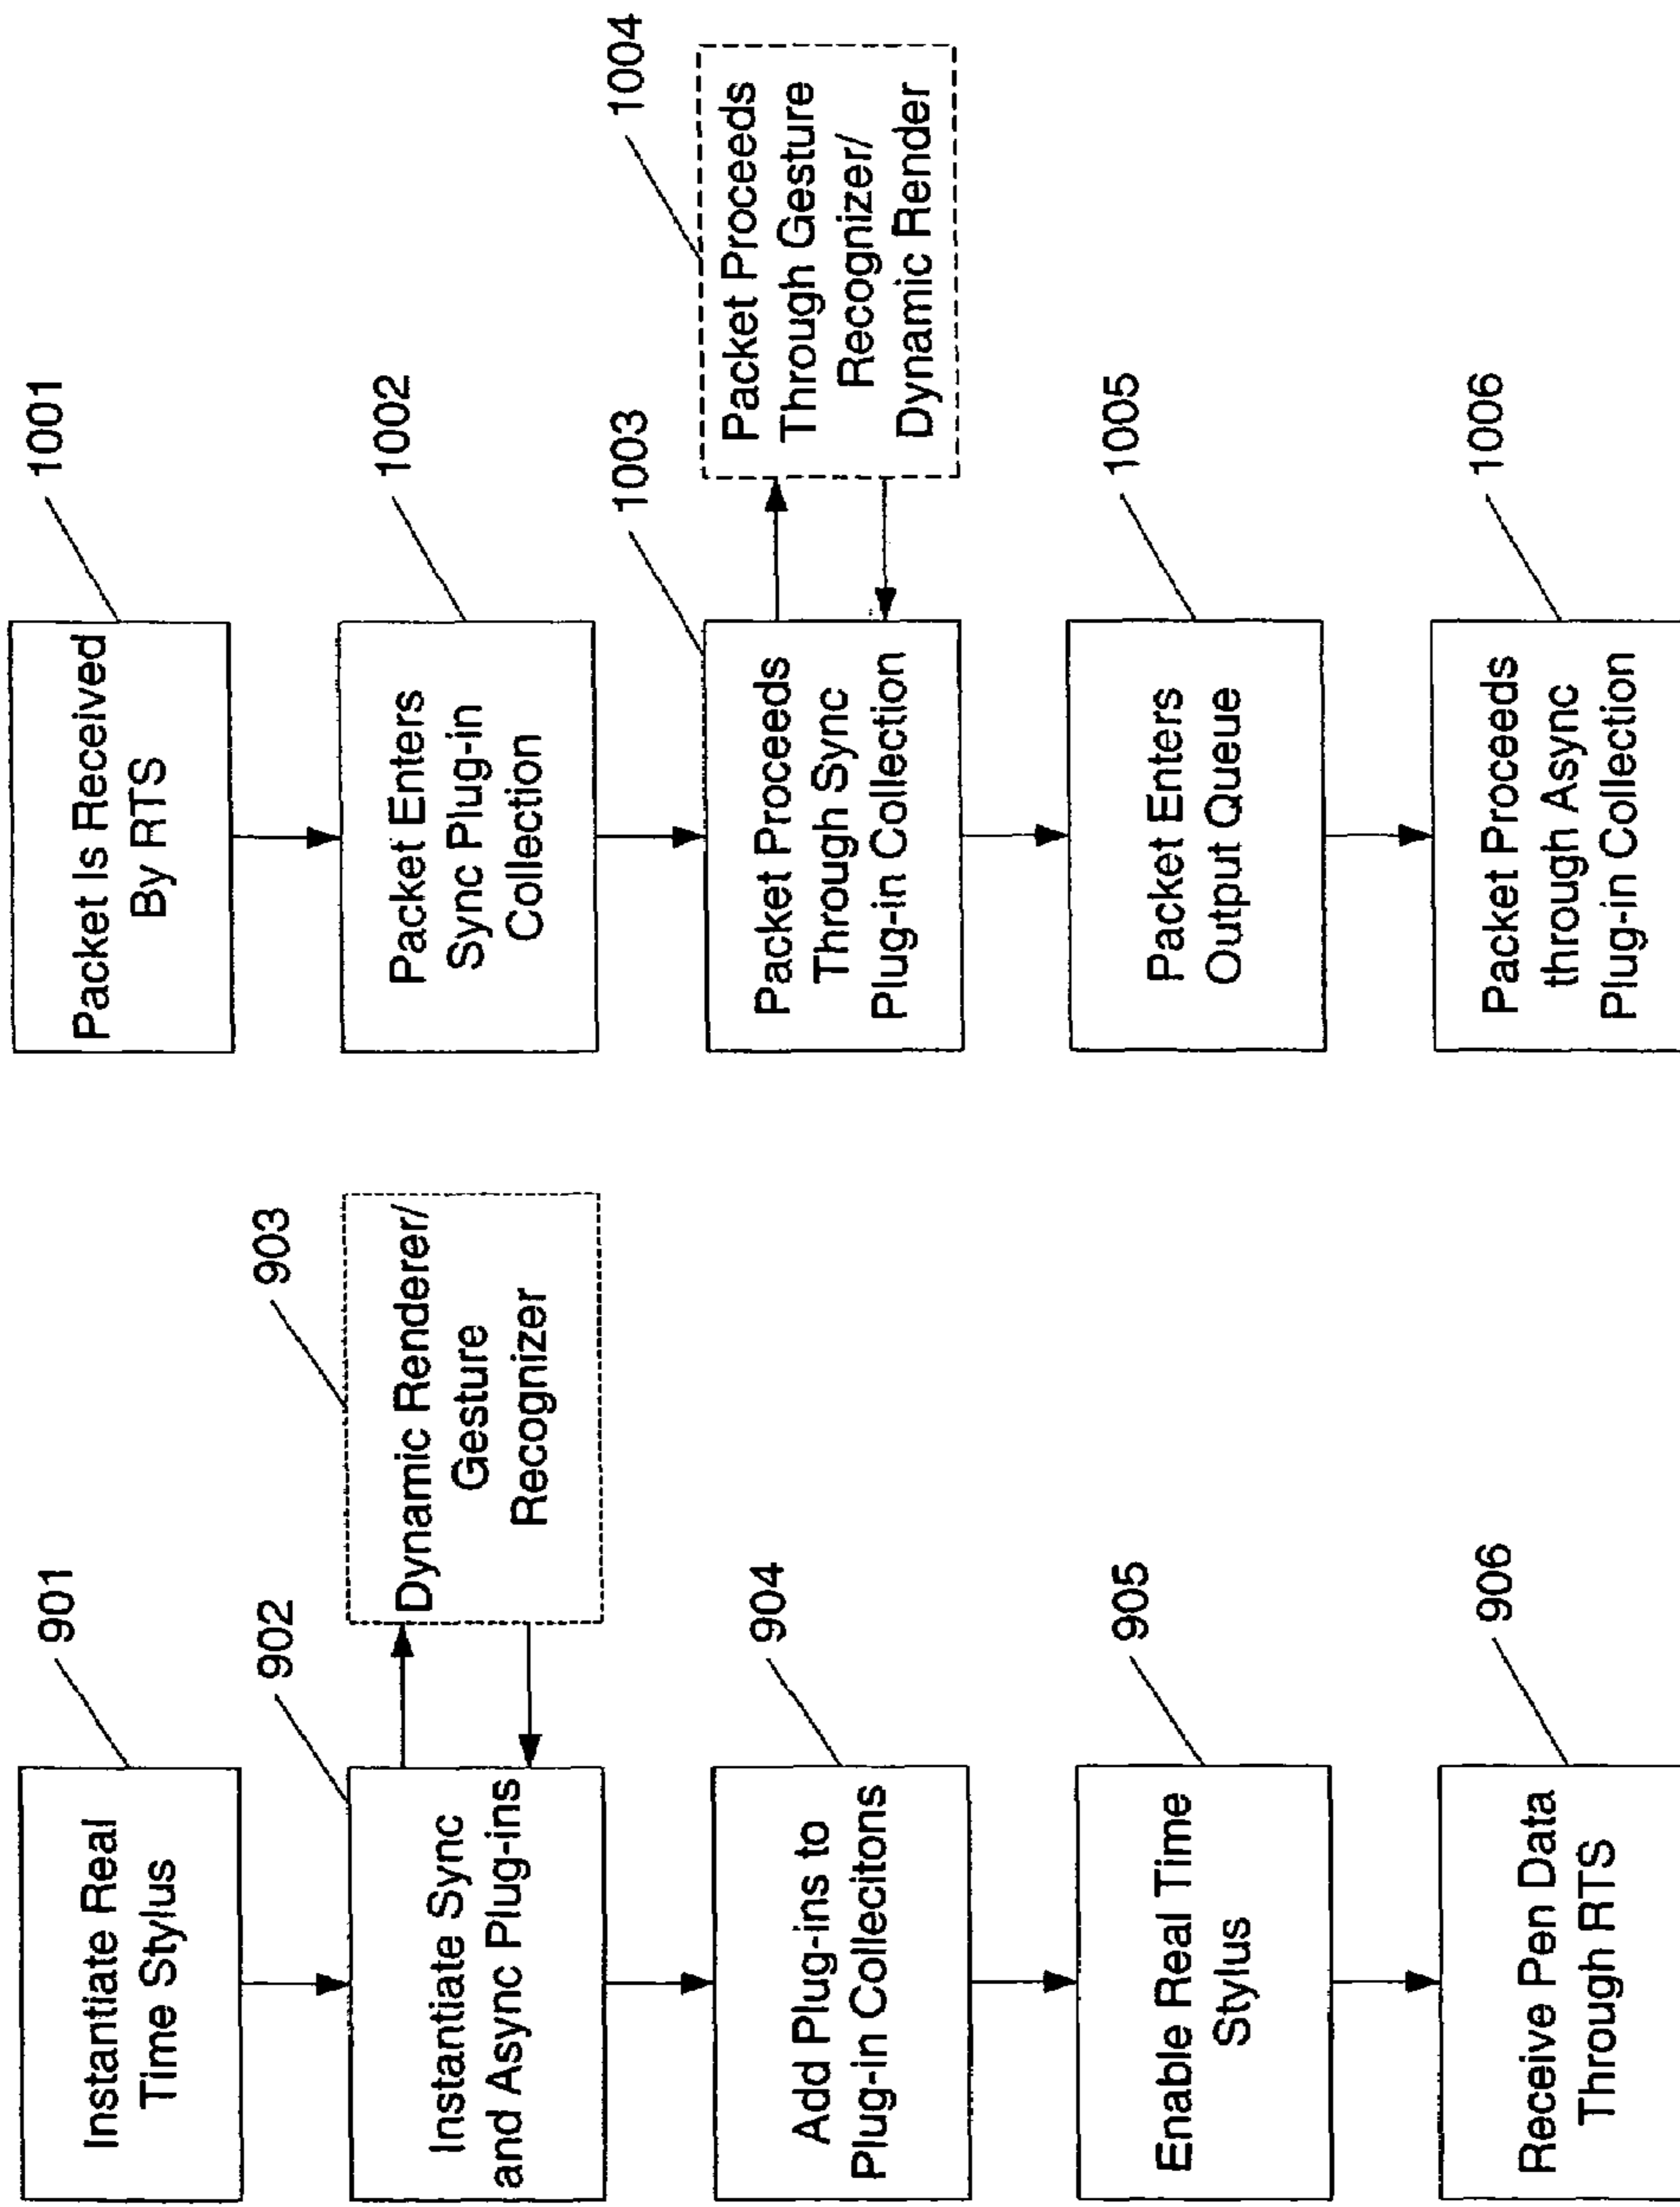 901
Instantiate Real
Time Stylus
902
Instantiate Sync
and Async Plug-ins
903
Dynamic Renderer/
Gesture
Recognizer
904
Add Plug-ins to
Plug-in Collecitons
905
Enable Real Time
Stylus
906
Receive Pen Data
Through RTS
1001
Packet Is Received
By RTS
1002
Packet Enters
Sync Plug-in
Collection
1003
Packet Proceeds
Through Sync
Plug-in Collection
1004
Packet Proceeds
Through Gesture
Recognizer/
Dynamic Render
1005
Packet Enters
Output Queue
1006
Packet Proceeds
through Async
Plug-in Collection